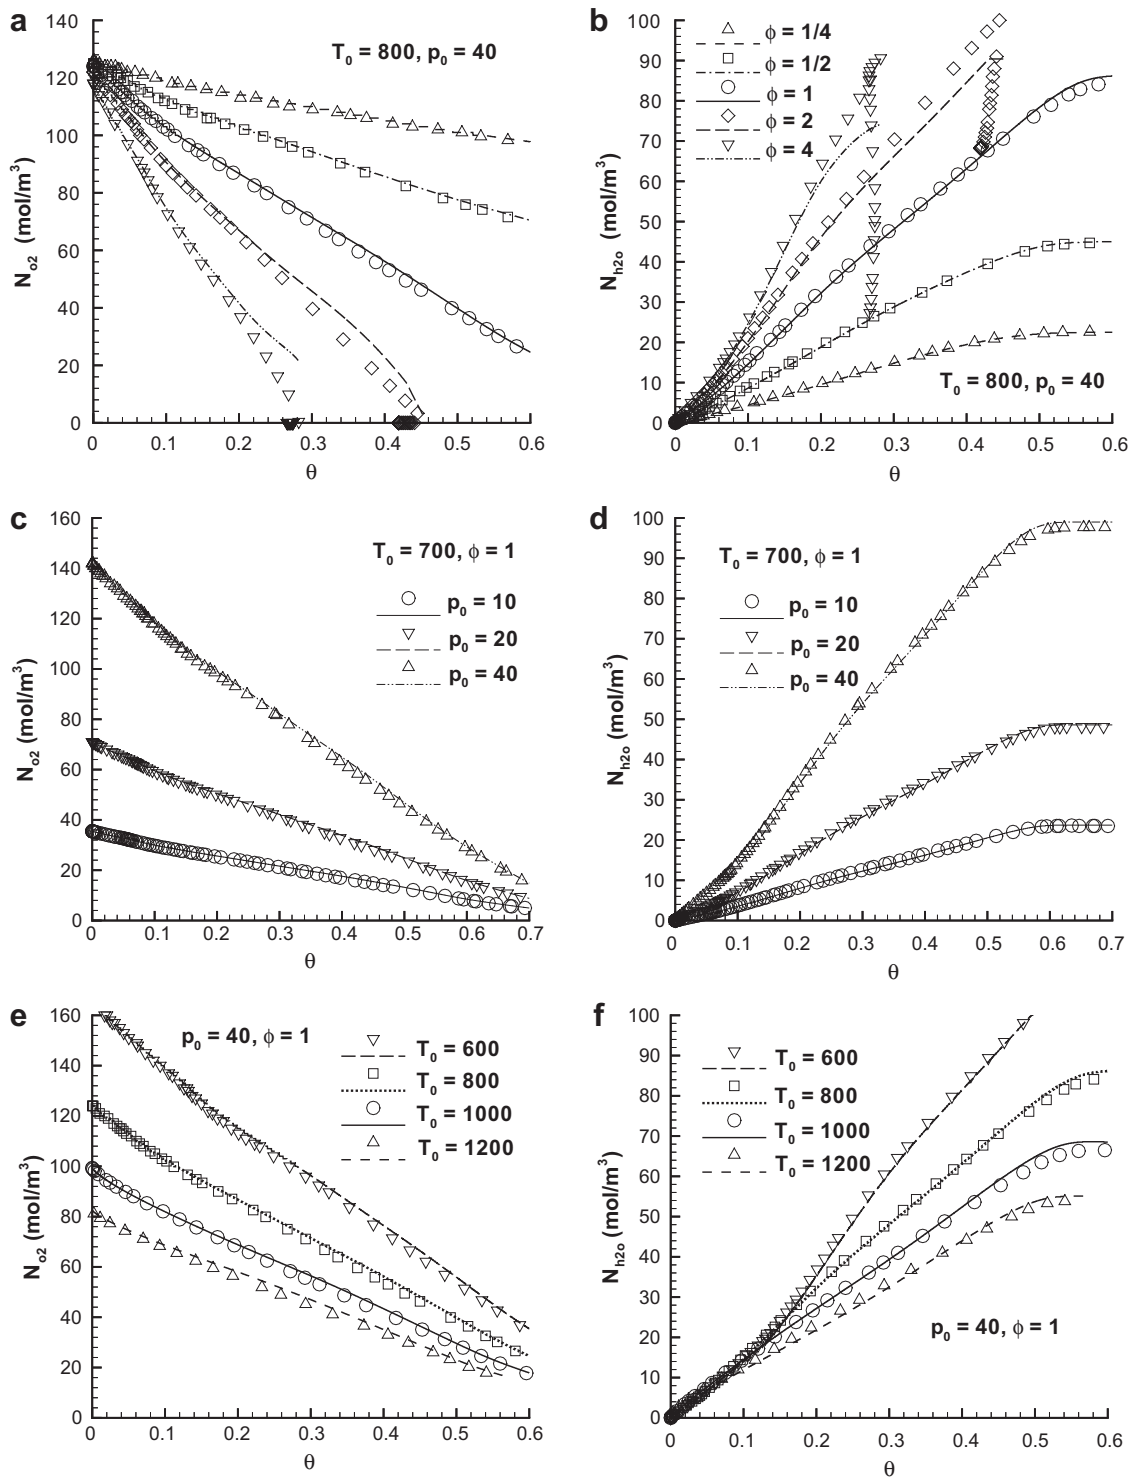 a
140
120
100
80
60
40
20
0
T0 = 800, p0 = 40
No2 (mol/m3)
0 0.1 0.2 0.3 0.4 0.5 0.6
θ
b
100
90
80
70
60
50
40
30
20
10
0
ϕ = 1/4
ϕ = 1/2
ϕ = 1
ϕ = 2
ϕ = 4
T0 = 800, p0 = 40
Nh2o (mol/m3)
0 0.1 0.2 0.3 0.4 0.5 0.6
θ
c
160
140
120
100
80
60
40
20
0
T0 = 700, ϕ = 1
p0 = 10
p0 = 20
p0 = 40
No2 (mol/m3)
0 0.1 0.2 0.3 0.4 0.5 0.6 0.7
θ
d
100
90
80
70
60
50
40
30
20
10
0
T0 = 700, ϕ = 1
p0 = 10
p0 = 20
p0 = 40
Nh2o (mol/m3)
0 0.1 0.2 0.3 0.4 0.5 0.6 0.7
θ
e
160
140
120
100
80
60
40
20
0
p0 = 40, ϕ = 1
T0 = 600
T0 = 800
T0 = 1000
T0 = 1200
No2 (mol/m3)
0 0.1 0.2 0.3 0.4 0.5 0.6
θ
f
100
90
80
70
60
50
40
30
20
10
0
T0 = 600
T0 = 800
T0 = 1000
T0 = 1200
p0 = 40, ϕ = 1
Nh2o (mol/m3)
0 0.1 0.2 0.3 0.4 0.5 0.6
θ